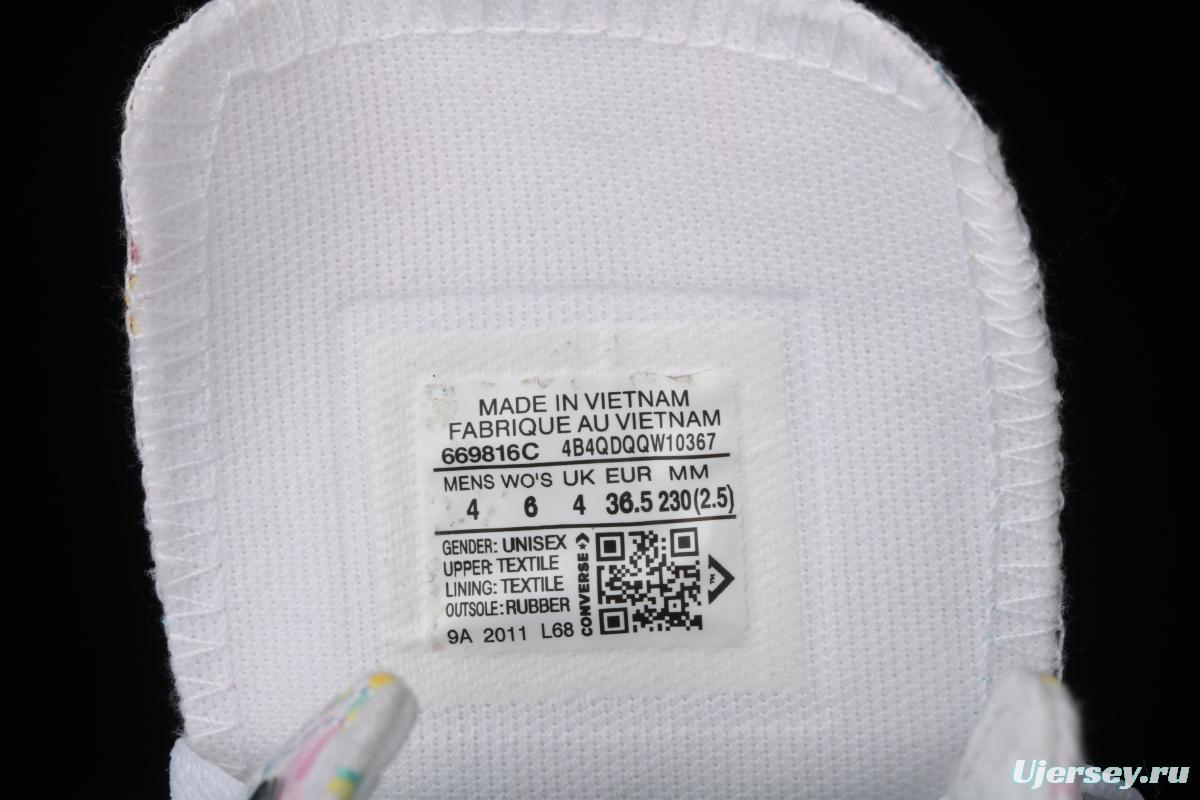 MADE IN VIETNAM
FABRIQUE AU VIETNAM
669816C 4B4QDQQW10367
MENS WO'S UK EUR MM
4 6 4 36.5 230(2.5)
GENDER: UNISEX
UPPER: TEXTILE
LINING: TEXTILE
OUTSOLE: RUBBER
CONVERSE
9A 2011 L68
Ujersey.ru